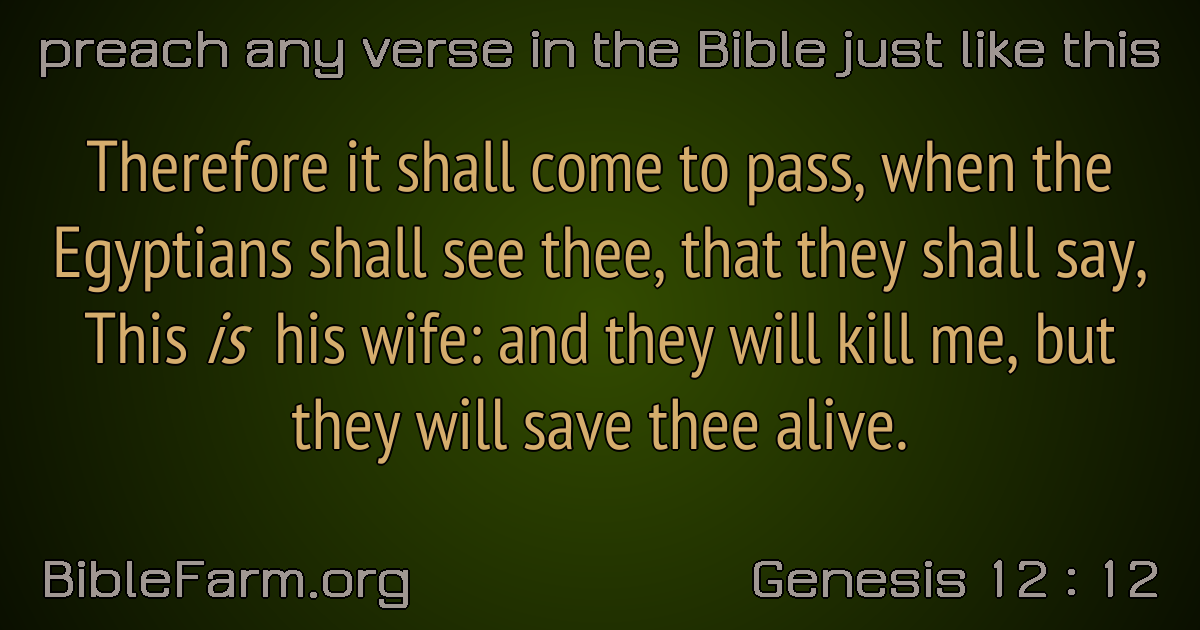 preach any verse in the Bible just like this
Therefore it shall come to pass, when the
Egyptians shall see thee, that they shall say,
This is his wife: and they will kill me, but
they will save thee alive.
BibleFarm.org
Genesis 12 : 12